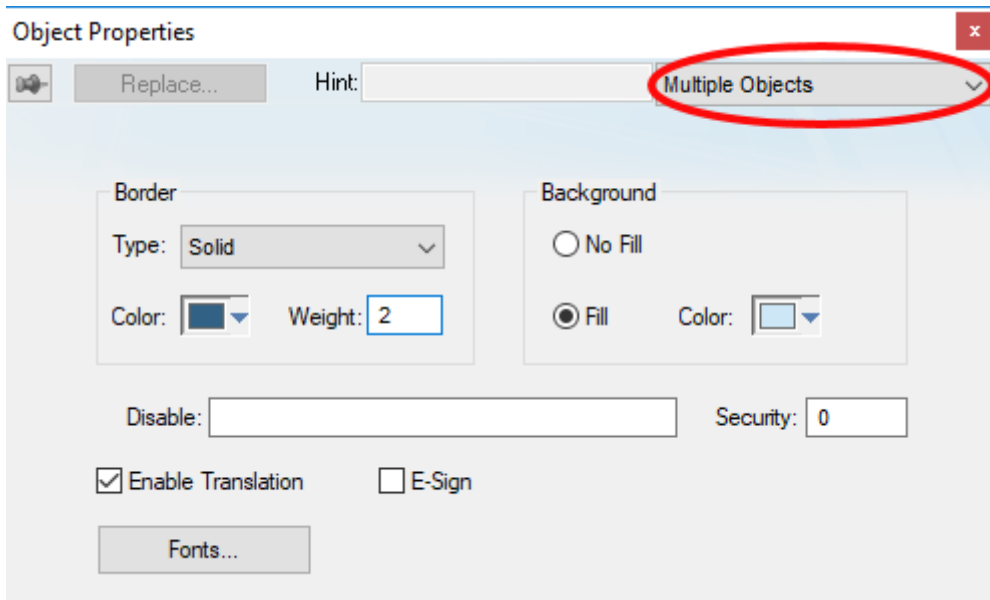 Object Properties
x
Replace... Hint: Multiple Objects
Border Background
Type: Solid No Fill
Color: Weight: 2 Fill Color:
Disable: Security: 0
Enable Translation E-Sign
Fonts...